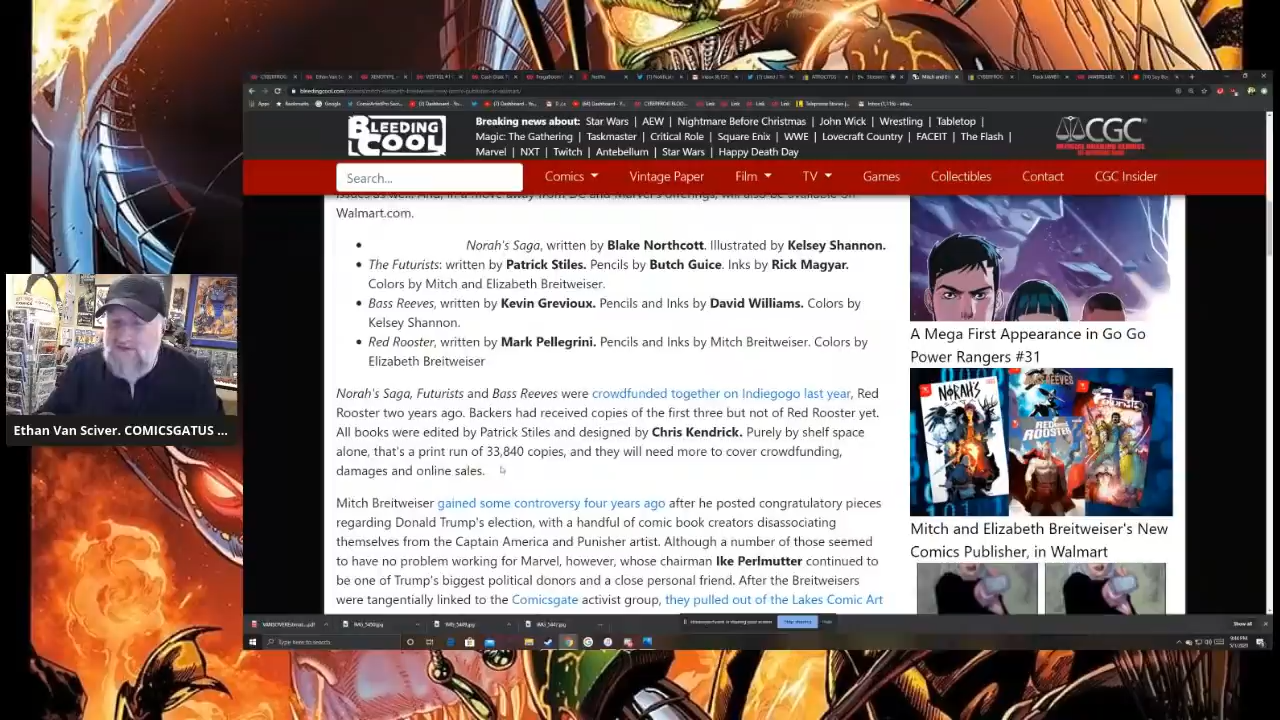 BLEEDING COOL
Breaking news about: Star Wars | AEW | Nightmare Before Christmas | John Wick | Wrestling | Tabletop |
Magic: The Gathering | Taskmaster | Critical Role | Square Enix | WWE | Lovecraft Country | FACEIT | The Flash |
Marvel | NXT | Twitch | Antebellum | Star Wars | Happy Death Day
CGC
Search...
Comics
Vintage Paper
Film
TV
Games
Collectibles
Contact
CGC Insider
Walmart.com.
Norah's Saga, written by Blake Northcott. Illustrated by Kelsey Shannon.
The Futurists: written by Patrick Stiles. Pencils by Butch Guice. Inks by Rick Magyar.
Colors by Mitch and Elizabeth Breitweiser.
Bass Reeves, written by Kevin Grevioux. Pencils and Inks by David Williams. Colors by
Kelsey Shannon.
Red Rooster, written by Mark Pellegrini. Pencils and Inks by Mitch Breitweiser. Colors by
Elizabeth Breitweiser
Norah's Saga, Futurists and Bass Reeves were crowdfunded together on Indiegogo last year, Red
Rooster two years ago. Backers had received copies of the first three but not of Red Rooster yet.
All books were edited by Patrick Stiles and designed by Chris Kendrick. Purely by shelf space
alone, that's a print run of 33,840 copies, and they will need more to cover crowdfunding,
damages and online sales.
Mitch Breitweiser gained some controversy four years ago after he posted congratulatory pieces
regarding Donald Trump's election, with a handful of comic book creators disassociating
themselves from the Captain America and Punisher artist. Although a number of those seemed
to have no problem working for Marvel, however, whose chairman Ike Perlmutter continued to
be one of Trump's biggest political donors and a close personal friend. After the Breitweisers
were tangentially linked to the Comicsgate activist group, they pulled out of the Lakes Comic Art
A Mega First Appearance in Go Go
Power Rangers #31
NORAH'S
RED ROOSTER
Mitch and Elizabeth Breitweiser's New
Comics Publisher, in Walmart
Ethan Van Sciver. COMICSGATUS ...
Type here to search
Show all